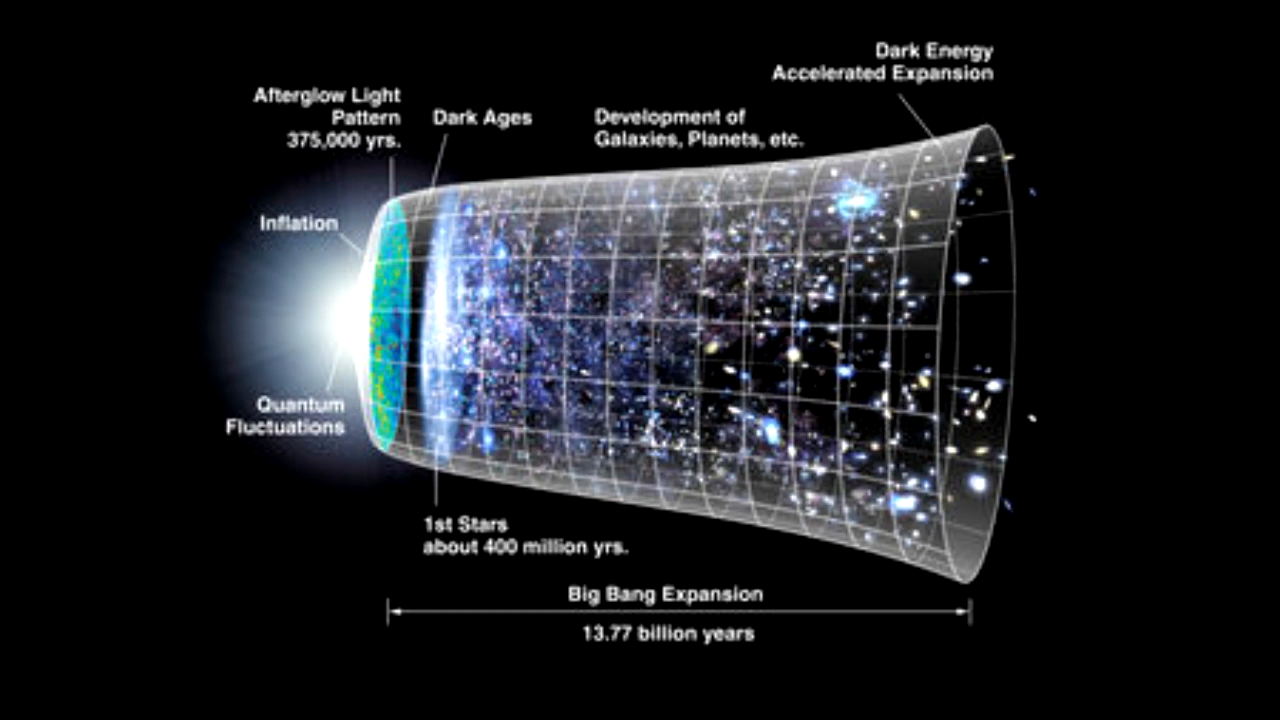 Dark Energy
Accelerated Expansion
Afterglow Light
Pattern
375,000 yrs.
Dark Ages
Development of
Galaxies, Planets, etc.
Inflation
Quantum
Fluctuations
1st Stars
about 400 million yrs.
Big Bang Expansion
13.77 billion years